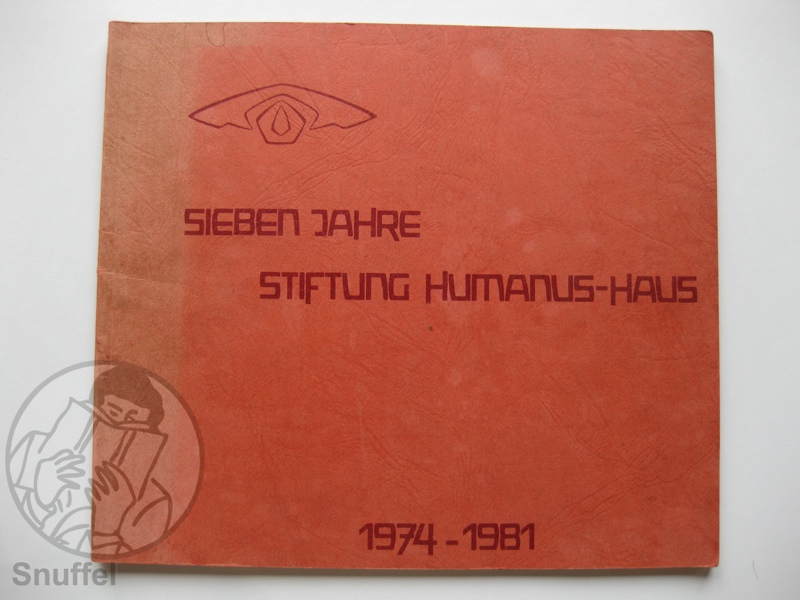 SIEBEN JAHRE
STIFTUNG HUMANUS-HAUS
1974-1981
Snuffel